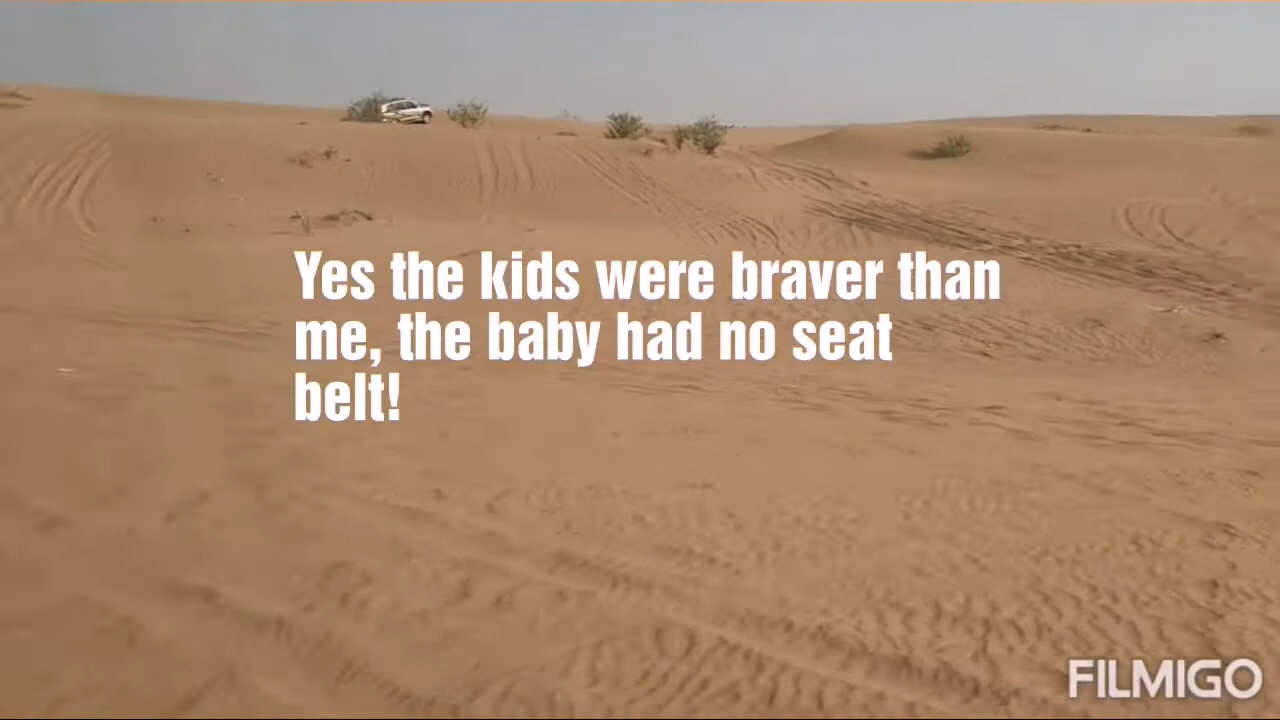 Yes the kids were braver than
me, the baby had no seat
belt!
FILMIGO